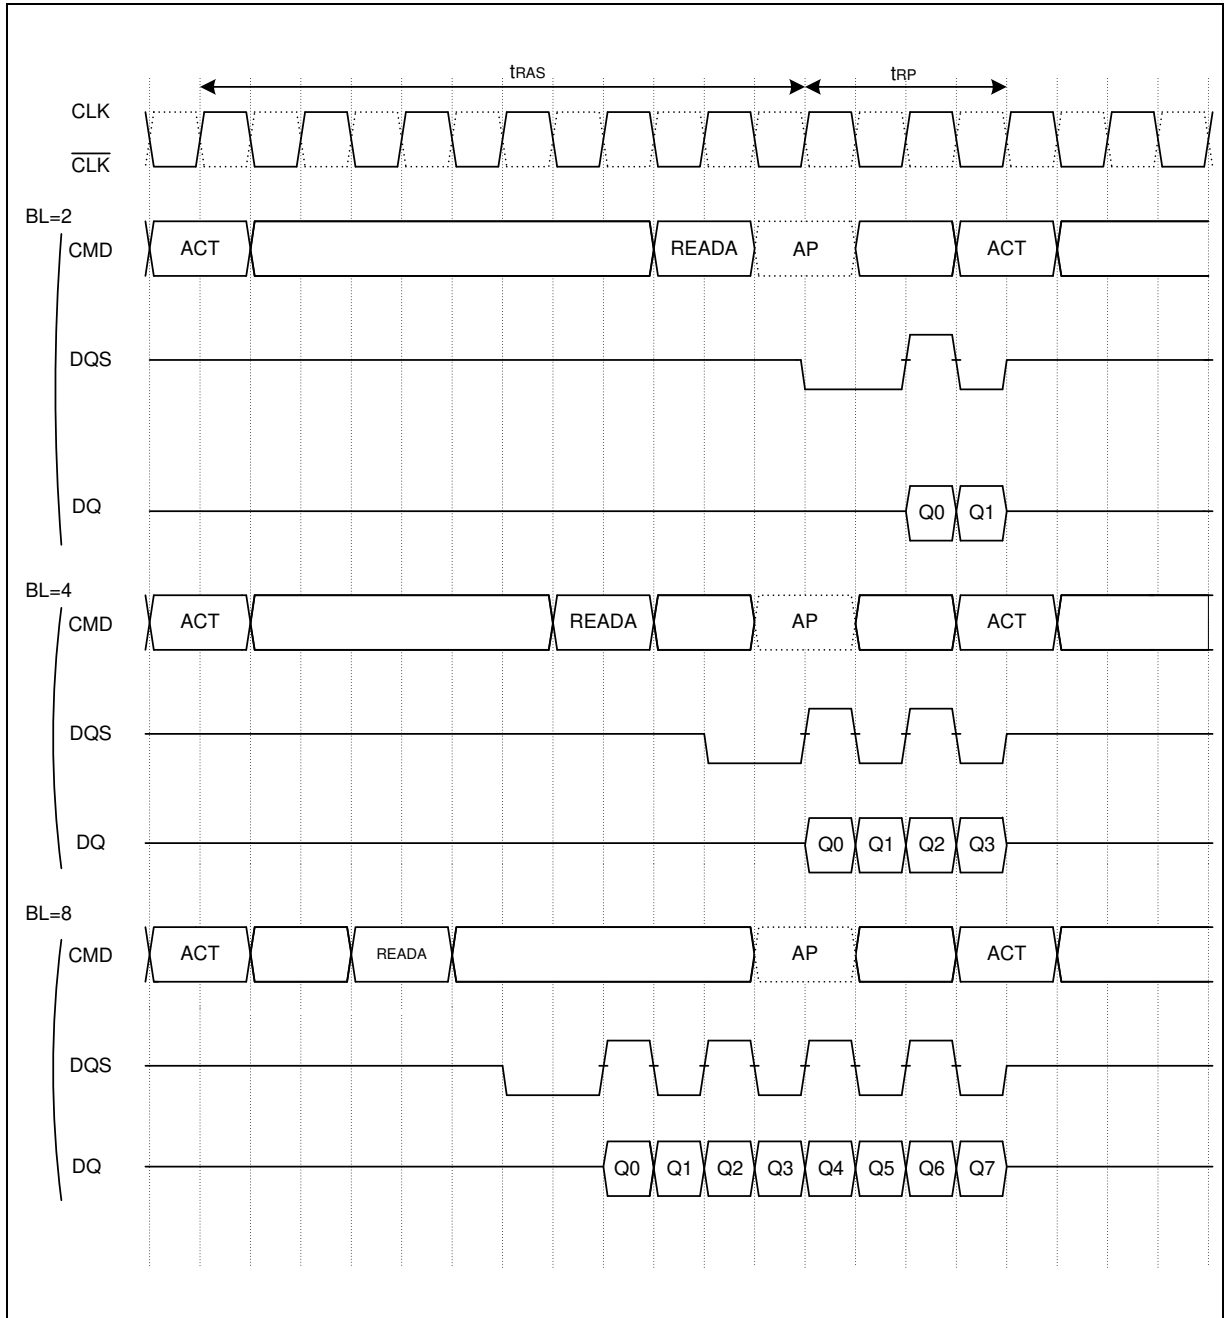 tRAS tRP
CLK
CLK
BL=2
CMD ACT READA AP ACT
DQS
DQ Q0 Q1
BL=4
CMD ACT READA AP ACT
DQS
DQ Q0 Q1 Q2 Q3
BL=8
CMD ACT READA AP ACT
DQS
DQ Q0 Q1 Q2 Q3 Q4 Q5 Q6 Q7